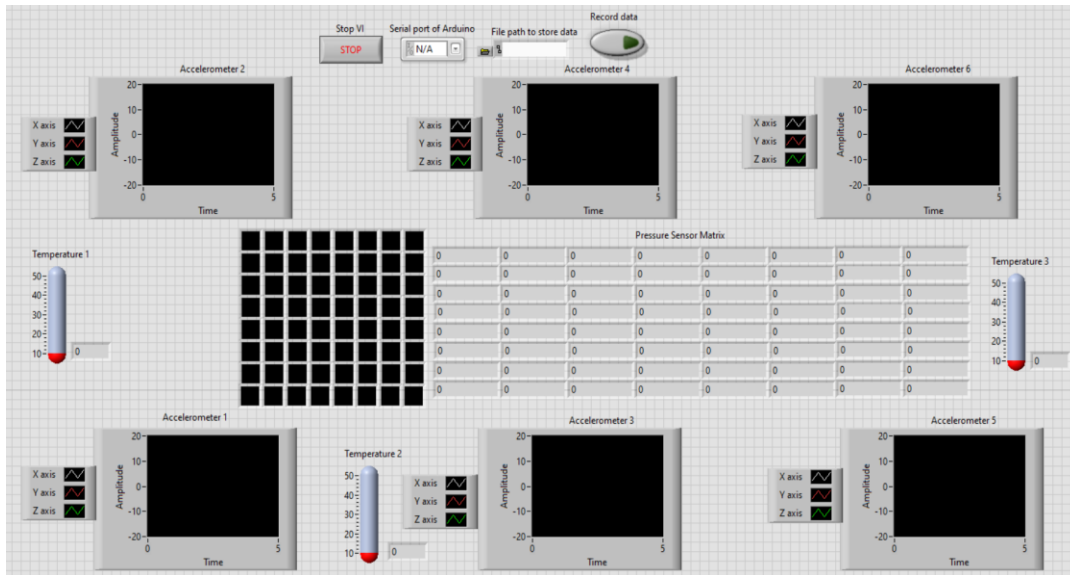 Stop VI
Serial port of Arduino
File path to store data
Record data
STOP
N/A
Accelerometer 2
X axis
Y axis
Z axis
Amplitude
20
10
0
-10
-20
0 5
Time
Accelerometer 4
X axis
Y axis
Z axis
Amplitude
20
10
0
-10
-20
0 5
Time
Accelerometer 6
X axis
Y axis
Z axis
Amplitude
20
10
0
-10
-20
0 5
Time
Temperature 1
50
40
30
20
10
0
Pressure Sensor Matrix
0 0 0 0 0 0 0 0
0 0 0 0 0 0 0 0
0 0 0 0 0 0 0 0
0 0 0 0 0 0 0 0
0 0 0 0 0 0 0 0
0 0 0 0 0 0 0 0
0 0 0 0 0 0 0 0
0 0 0 0 0 0 0 0
Temperature 3
50
40
30
20
10
0
Accelerometer 1
X axis
Y axis
Z axis
Amplitude
20
10
0
-10
-20
0 5
Time
Temperature 2
50
40
30
20
10
0
Accelerometer 3
X axis
Y axis
Z axis
Amplitude
20
10
0
-10
-20
0 5
Time
Accelerometer 5
X axis
Y axis
Z axis
Amplitude
20
10
0
-10
-20
0 5
Time